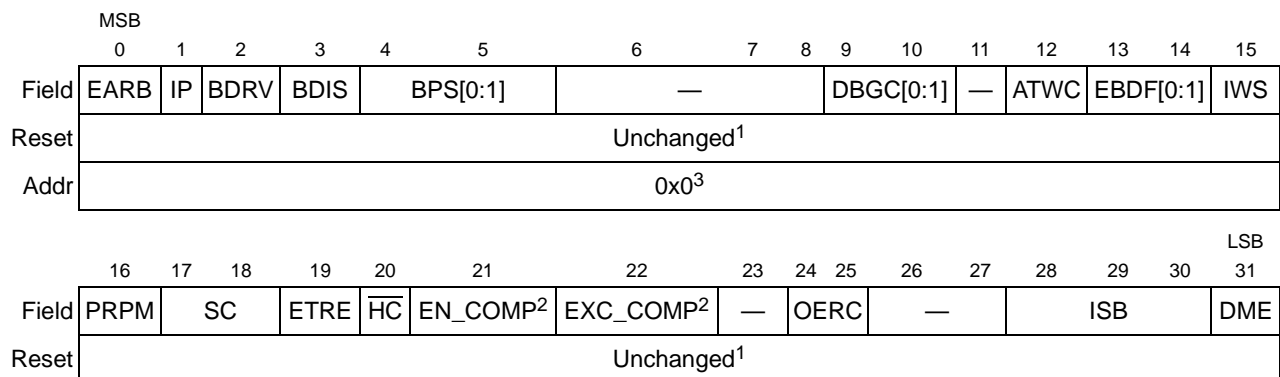 MSB
0 1 2 3 4 5 6 7 8 9 10 11 12 13 14 15
Field EARB IP BDRV BDIS BPS[0:1] — DBGC[0:1] — ATWC EBDF[0:1] IWS
Reset Unchanged1
Addr 0x03
LSB
16 17 18 19 20 21 22 23 24 25 26 27 28 29 30 31
Field PRPM SC ETRE HC EN_COMP2 EXC_COMP2 — OERC — ISB DME
Reset Unchanged1